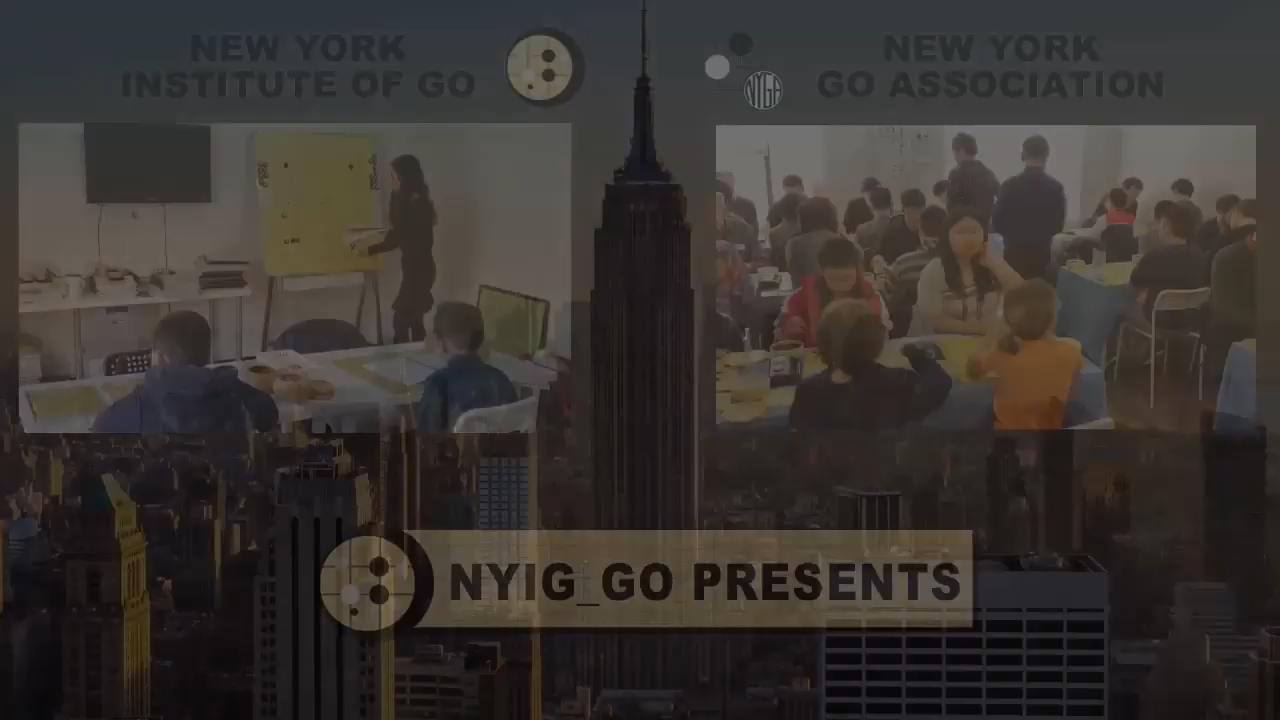 NEW YORK
INSTITUTE OF GO
NEW YORK
GO ASSOCIATION
NYGA
NYIG_GO PRESENTS